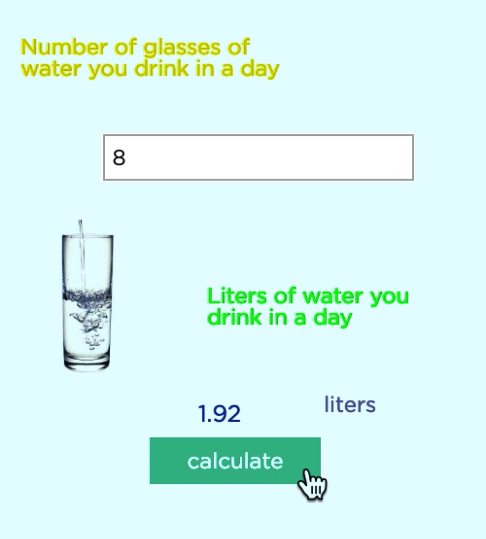 Number of glasses of
water you drink in a day
8
Liters of water you
drink in a day
1.92
liters
calculate